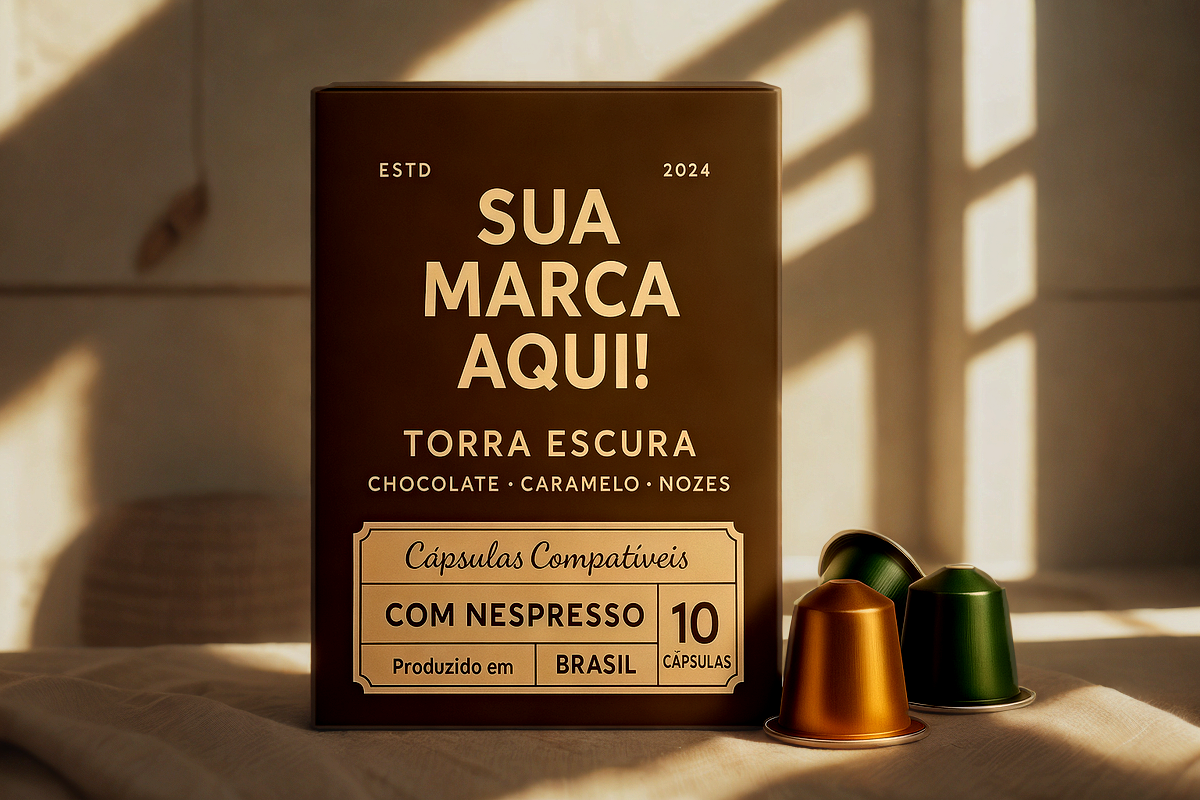 ESTD 2024
SUA
MARCA
AQUI!
TORRA ESCURA
CHOCOLATE · CARAMELO · NOZES
Cápsulas Compatíveis
COM NESPRESSO
10
CÁPSULAS
Produzido em BRASIL